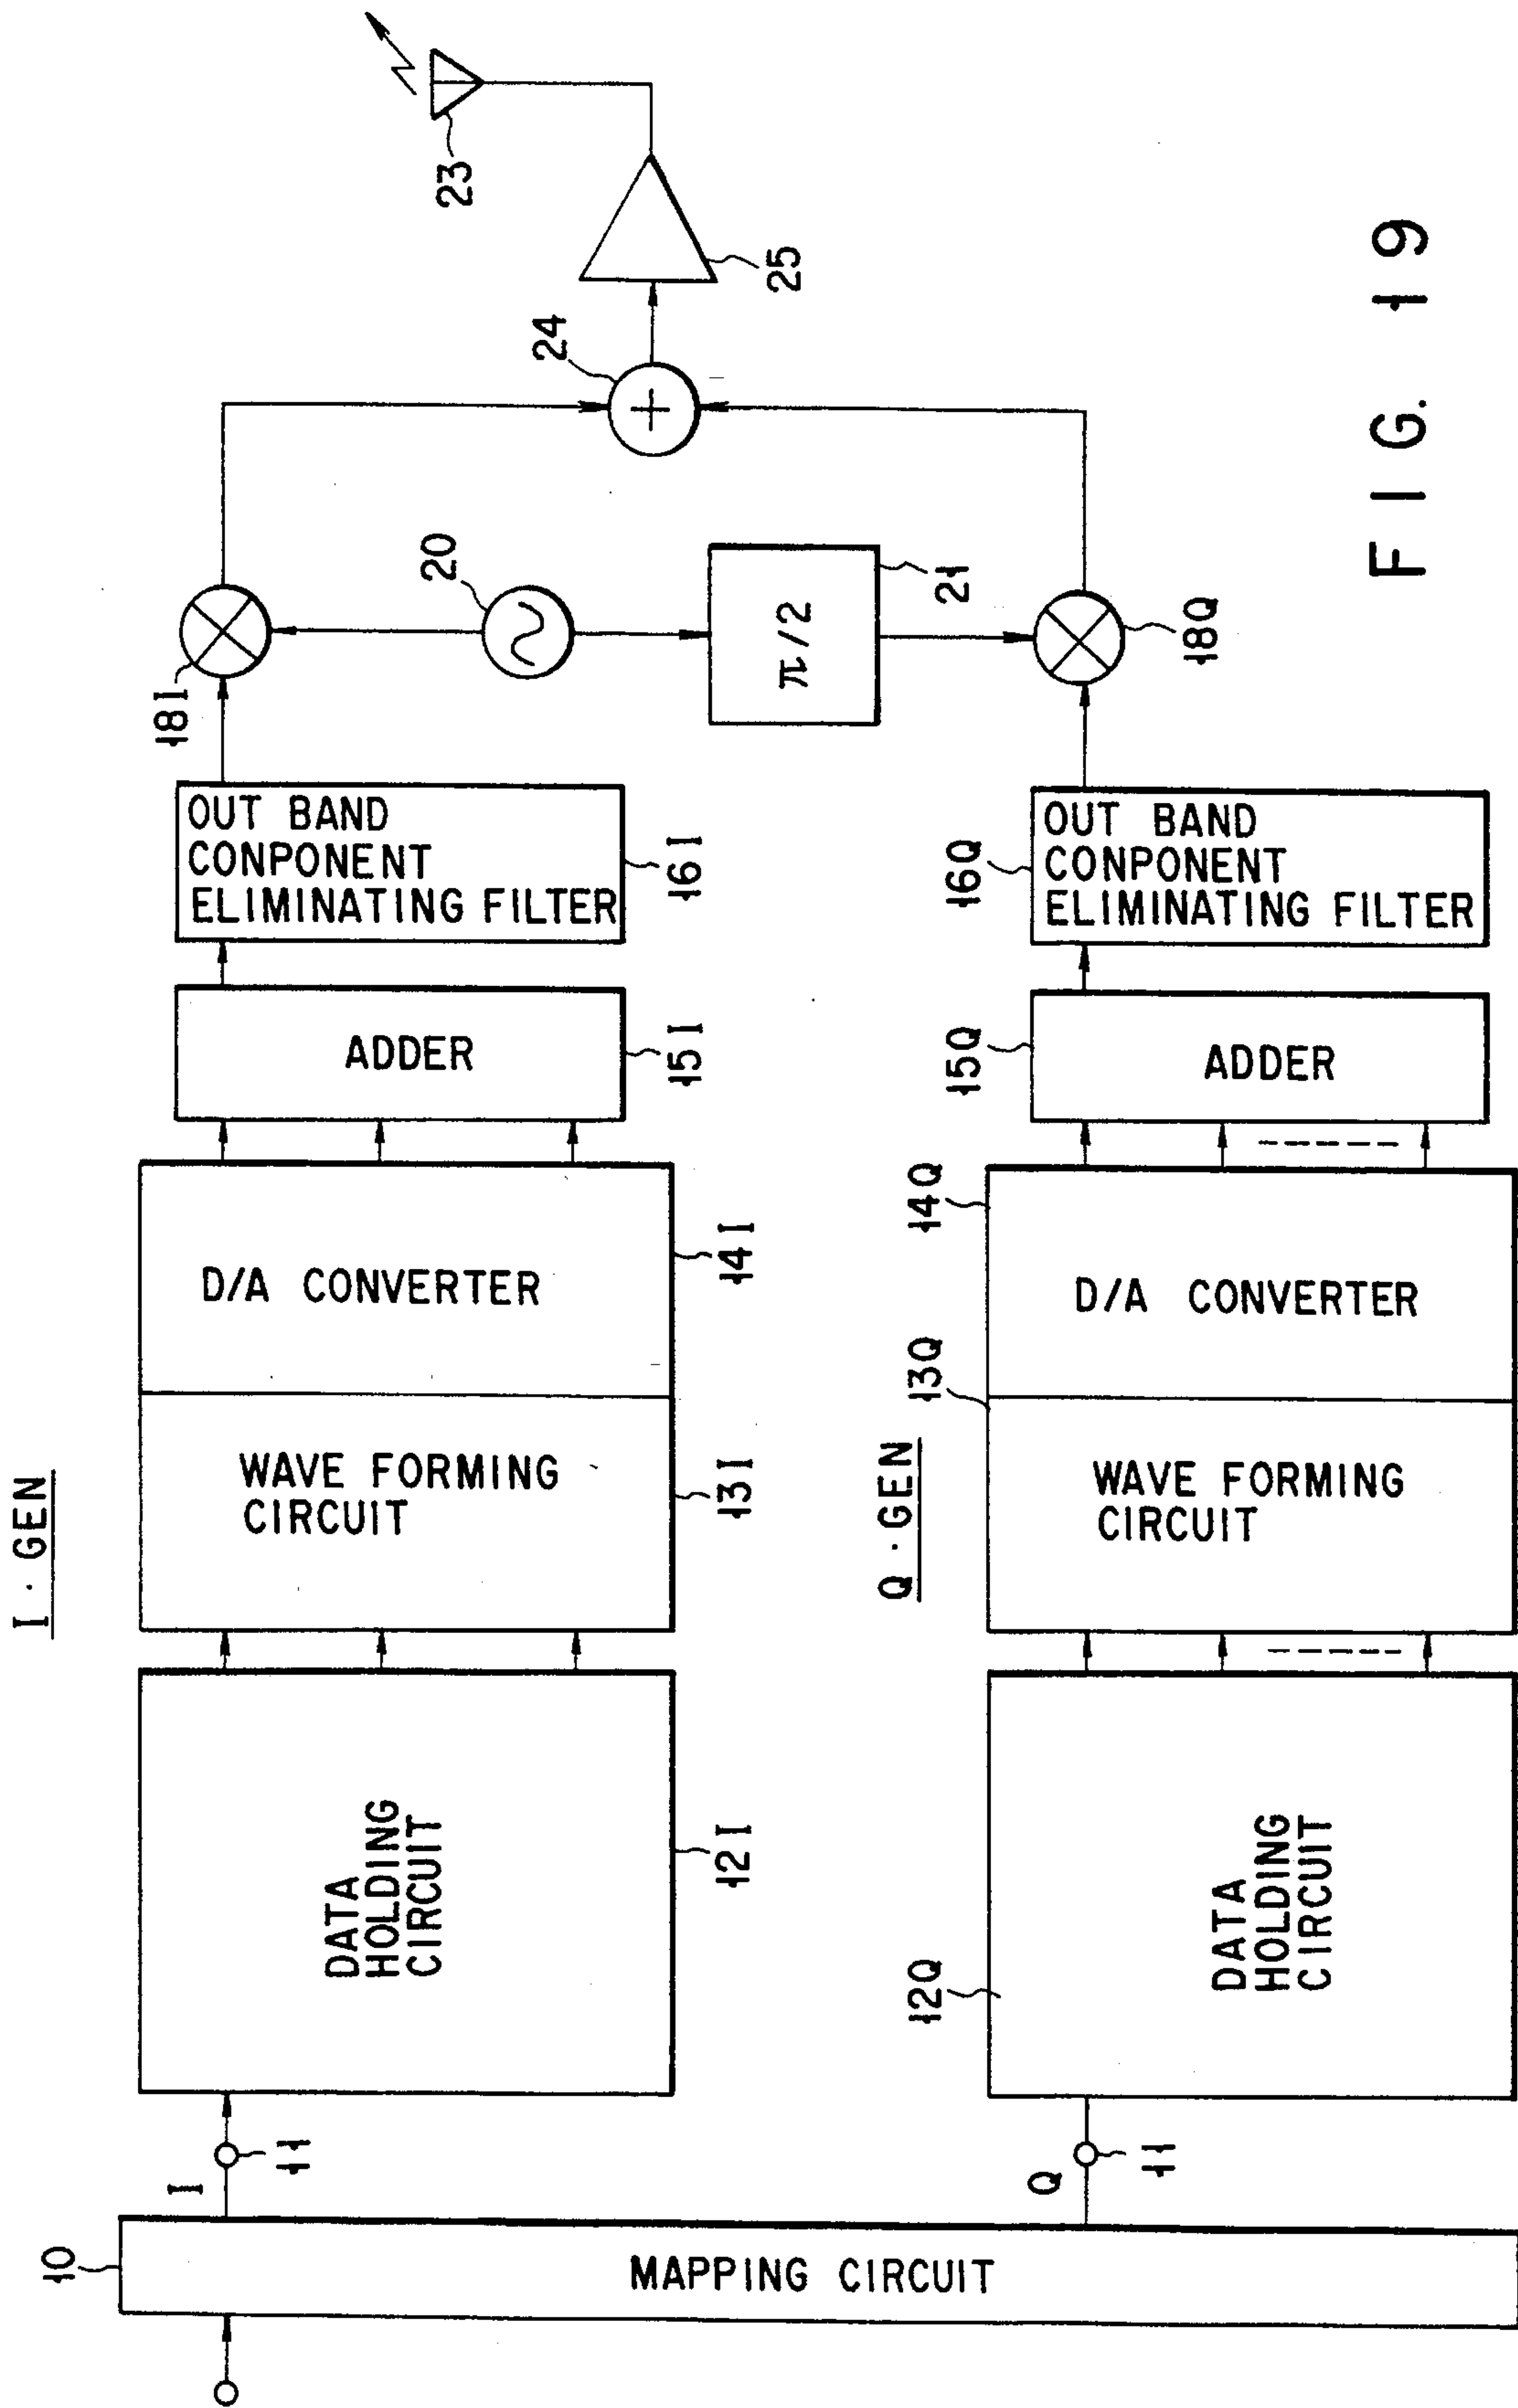 I · GEN
10
MAPPING CIRCUIT
I
11
DATA
HOLDING
CIRCUIT
12I
WAVE FORMING
CIRCUIT
13I
D/A CONVERTER
14I
ADDER
15I
OUT BAND
CONPONENT
ELIMINATING FILTER
16I
18I
20
π/2
21
24
25
23
Q · GEN
Q
11
DATA
HOLDING
CIRCUIT
12Q
WAVE FORMING
CIRCUIT
13Q
D/A CONVERTER
14Q
ADDER
15Q
OUT BAND
CONPONENT
ELIMINATING FILTER
16Q
18Q
FIG. 19